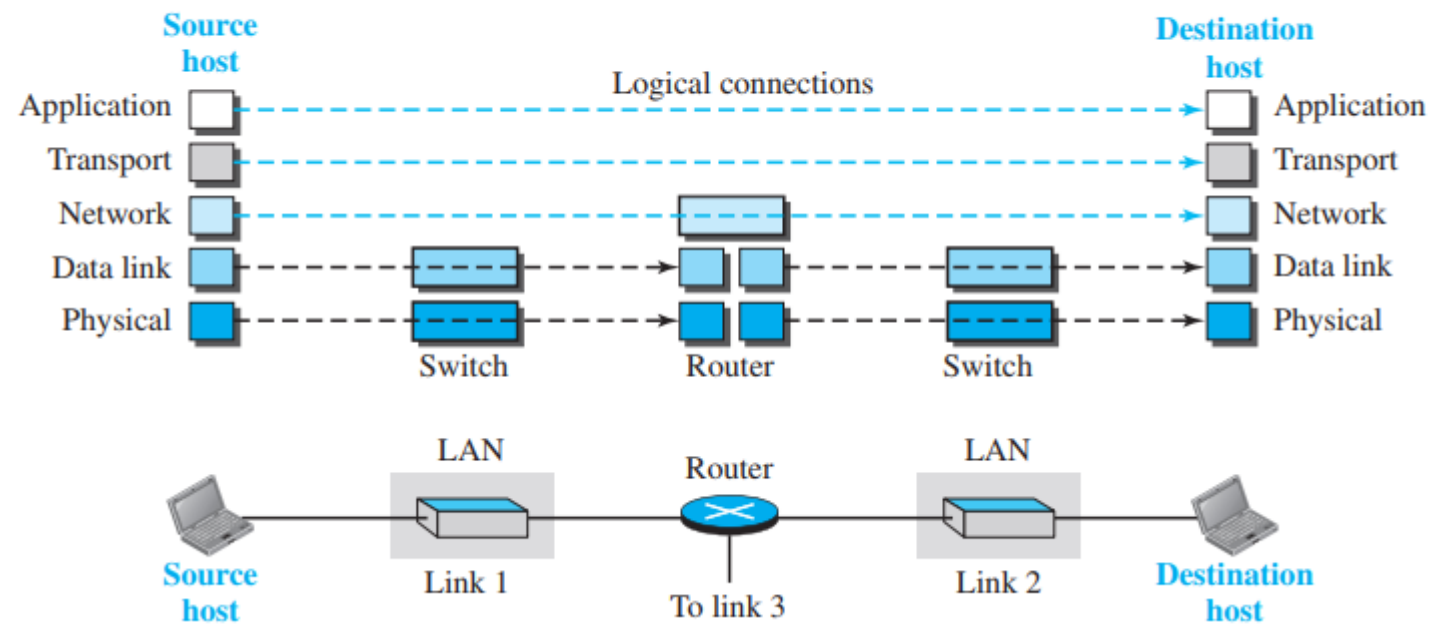 Source
host
Destination
host
Logical connections
Application
Application
Transport
Transport
Network
Network
Data link
Data link
Physical
Physical
Switch
Router
Switch
LAN
Router
LAN
Source
host
Link 1
To link 3
Link 2
Destination
host